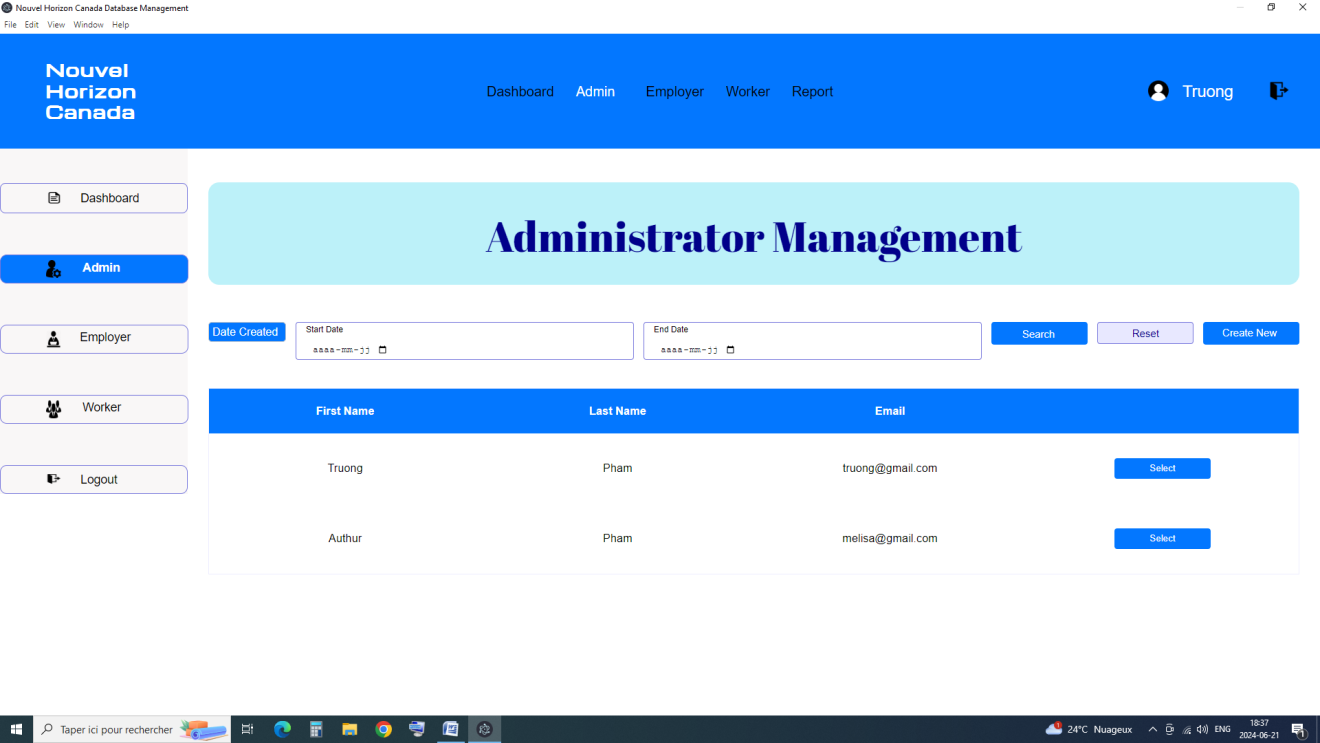 Nouvel Horizon Canada Database Management
File Edit View Window Help
Nouvel
Horizon
Canada
Dashboard Admin Employer Worker Report
Truong
Dashboard
Admin
Employer
Worker
Logout
Administrator Management
Date Created
Start Date
aaaa-mm-jj
End Date
aaaa-mm-jj
Search
Reset
Create New
First Name Last Name Email
Truong Pham truong@gmail.com Select
Authur Pham melisa@gmail.com Select
Taper ici pour rechercher
1
24°C Nuageux
ENG
18:37
2024-06-21
1